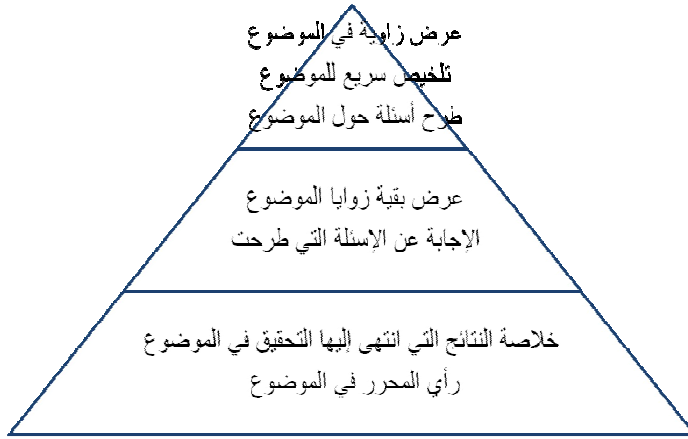 عرض زاوية في الموضوع
تلخيص سريع للموضوع
طرح أسئلة حول الموضوع
عرض بقية زوايا الموضوع
الإجابة عن الإسئلة التي طرحت
خلاصة النتائج التي انتهى إليها التحقيق في الموضوع
رأي المحرر في الموضوع